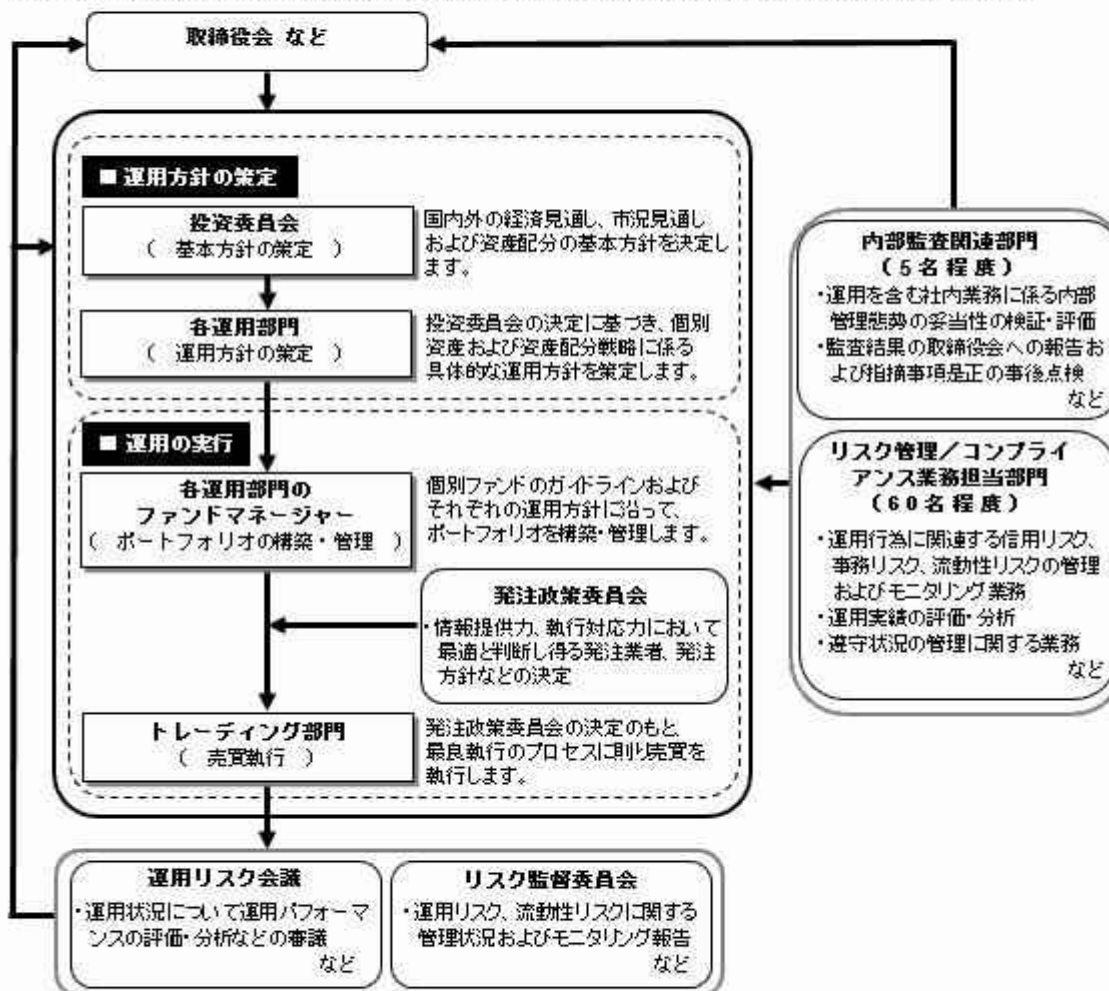 取締役会 など
■ 運用方針の策定
投資委員会
( 基本方針の策定 )
国内外の経済見通し、市況見通し
および資産配分の基本方針を決定し
ます。
各運用部門
( 運用方針の策定 )
投資委員会の決定に基づき、個別
資産および資産配分戦略に係る
具体的な運用方針を策定します。
■ 運用の実行
各運用部門の
ファンドマネージャー
( ポートフォリオの構築・管理 )
個別ファンドのガイドラインおよび
それぞれの運用方針に沿って、
ポートフォリオを構築・管理します。
発注政策委員会
・情報提供力、執行対応力において
最適と判断し得る発注業者、発注
方針などの決定
トレーディング部門
( 売買執行 )
発注政策委員会の決定のもと
最良執行のプロセスに則り売買を
執行します。
内部監査関連部門
(5名程度)
・運用を含む社内業務に係る内部
管理態勢の妥当性の検証・評価
・監査結果の取締役会への報告お
よび指摘事項是正の事後点検
など
リスク管理/コンプライ
アンス業務担当部門
(60名程度)
・運用行為に関連する信用リスク、
事務リスク、流動性リスクの管理
およびモニタリング業務
・運用実績の評価・分析
・遵守状況の管理に関する業務
など
運用リスク会議
・運用状況について運用パフォーマ
ンスの評価・分析などの審議
など
リスク監督委員会
・運用リスク、流動性リスクに関する
管理状況およびモニタリング報告
など